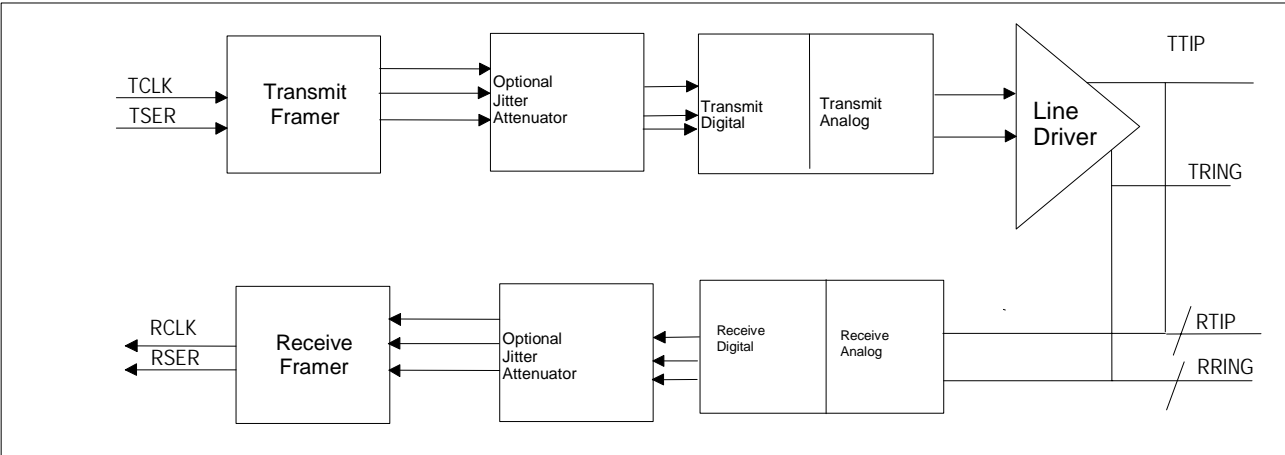 TCLK
TSER
Transmit
Framer
Optional
Jitter
Attenuator
Transmit
Digital
Transmit
Analog
Line
Driver
TTIP
TRING
RCLK
RSER
Receive
Framer
Optional
Jitter
Attenuator
Receive
Digital
Receive
Analog
RTIP
RRING